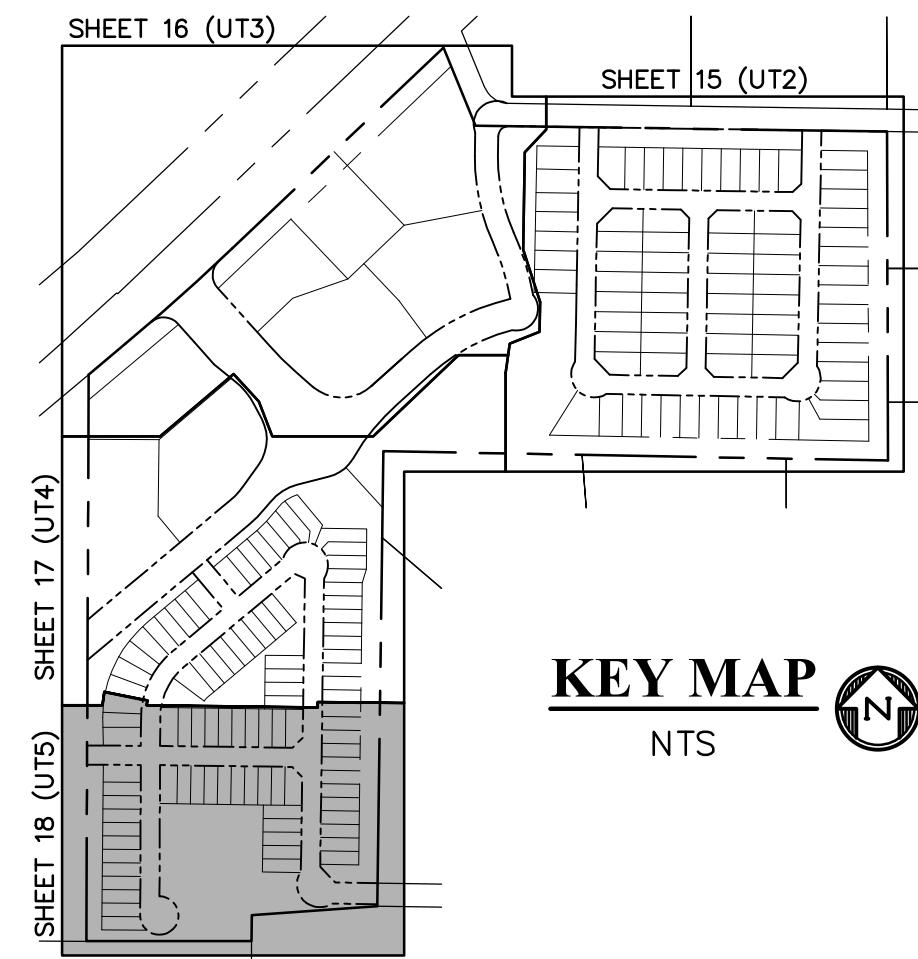 SHEET 16 (UT3)
SHEET 15 (UT2)
SHEET 17 (UT4)
KEY MAP
N
NTS
SHEET 18 (UT5)